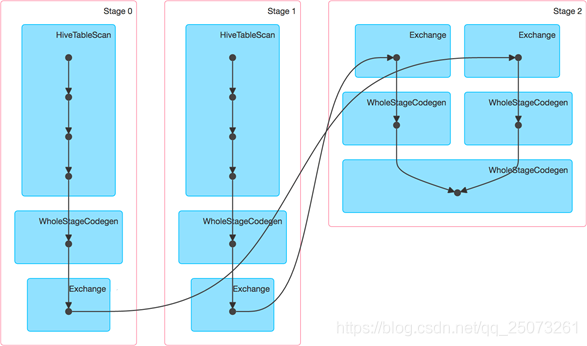 Stage 0
HiveTableScan
WholeStageCodegen
Exchange
Stage 1
HiveTableScan
WholeStageCodegen
Exchange
Stage 2
Exchange
Exchange
WholeStageCodegen
WholeStageCodegen
WholeStageCodegen
https://blog.csdn.net/qq_25073261